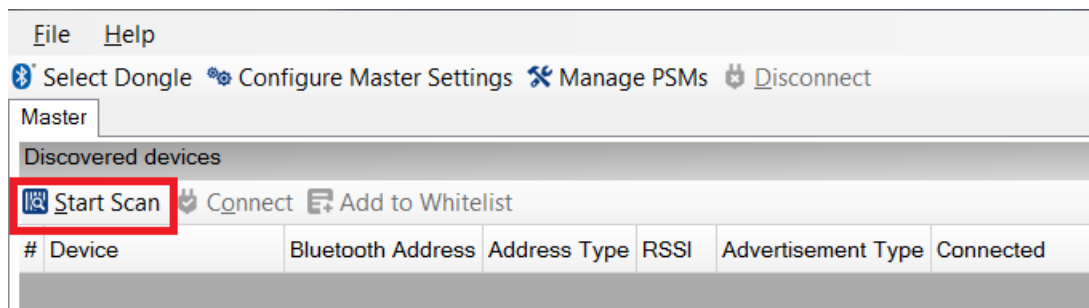 File Help
Select Dongle Configure Master Settings Manage PSMs Disconnect
Master
Discovered devices
Start Scan Connect Add to Whitelist
# Device Bluetooth Address Address Type RSSI Advertisement Type Connected